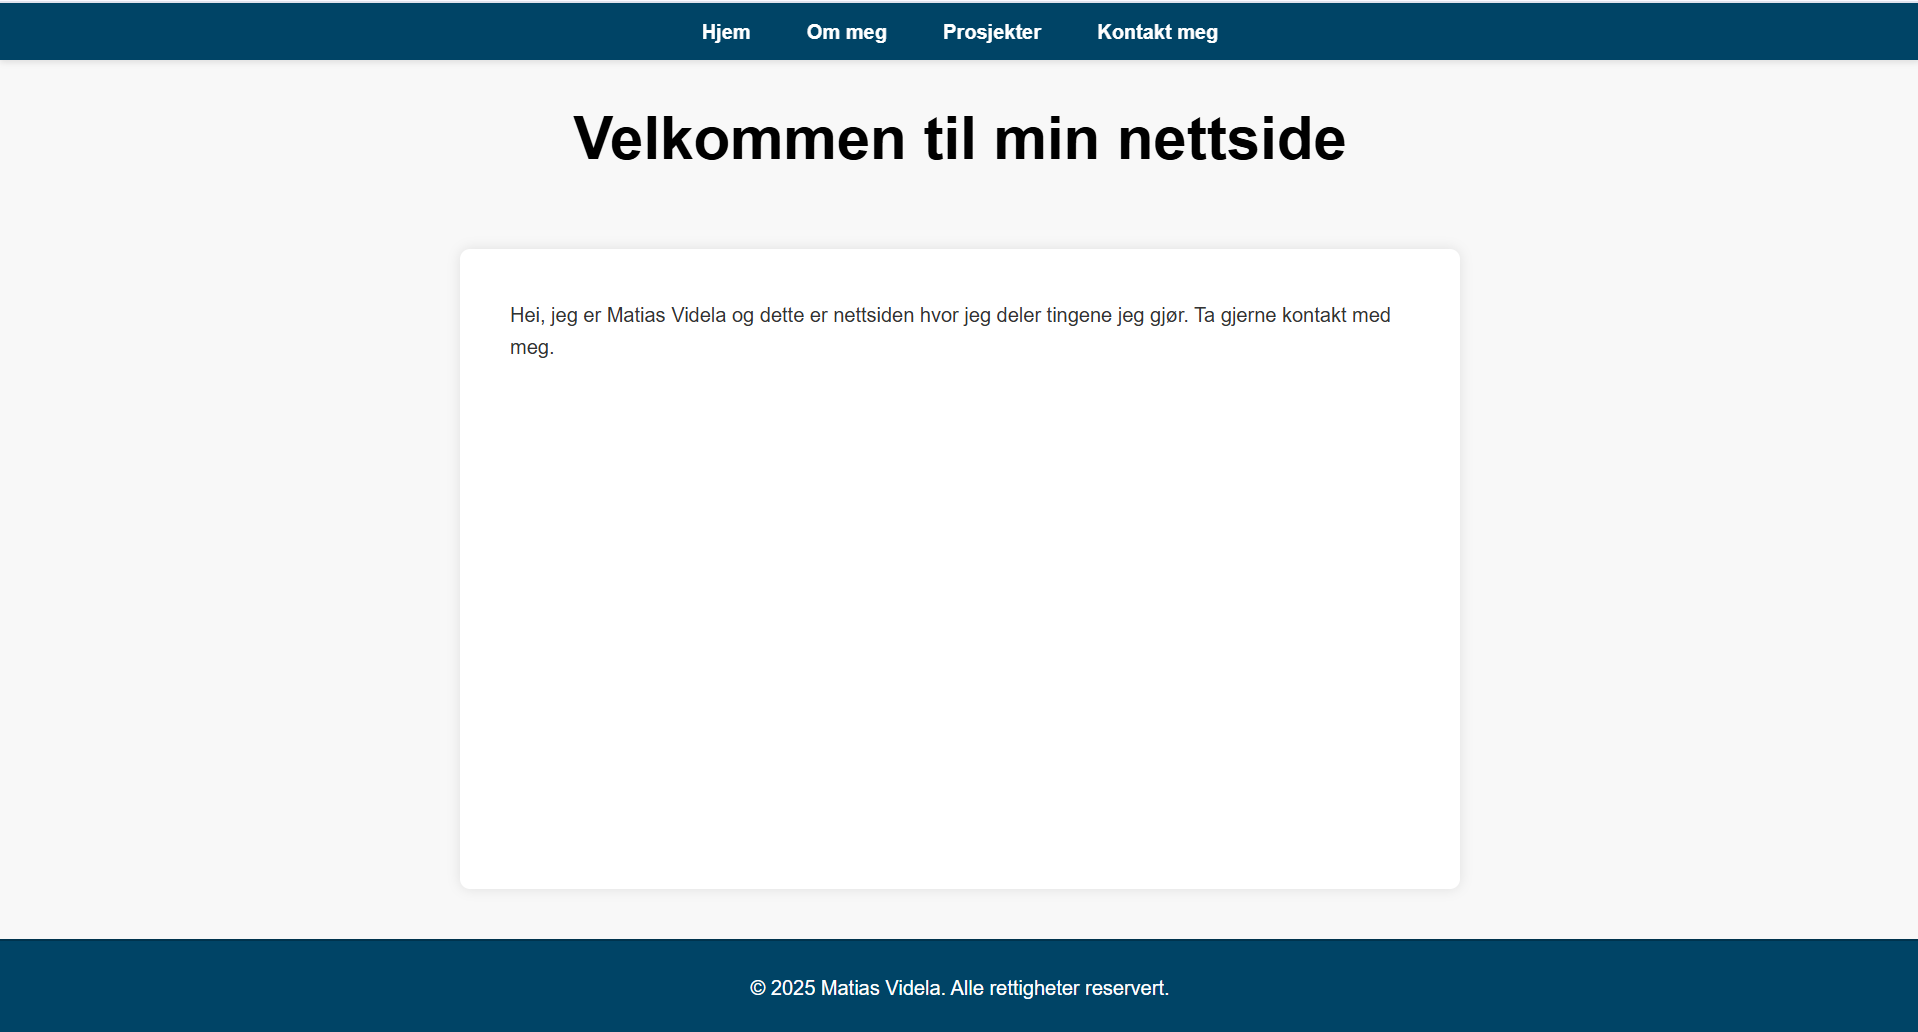 Hjem Om meg Prosjekter Kontakt meg
Velkommen til min nettside
Hei, jeg er Matias Videla og dette er nettsiden hvor jeg deler tingene jeg gjør. Ta gjerne kontakt med
meg.
© 2025 Matias Videla. Alle rettigheter reservert.